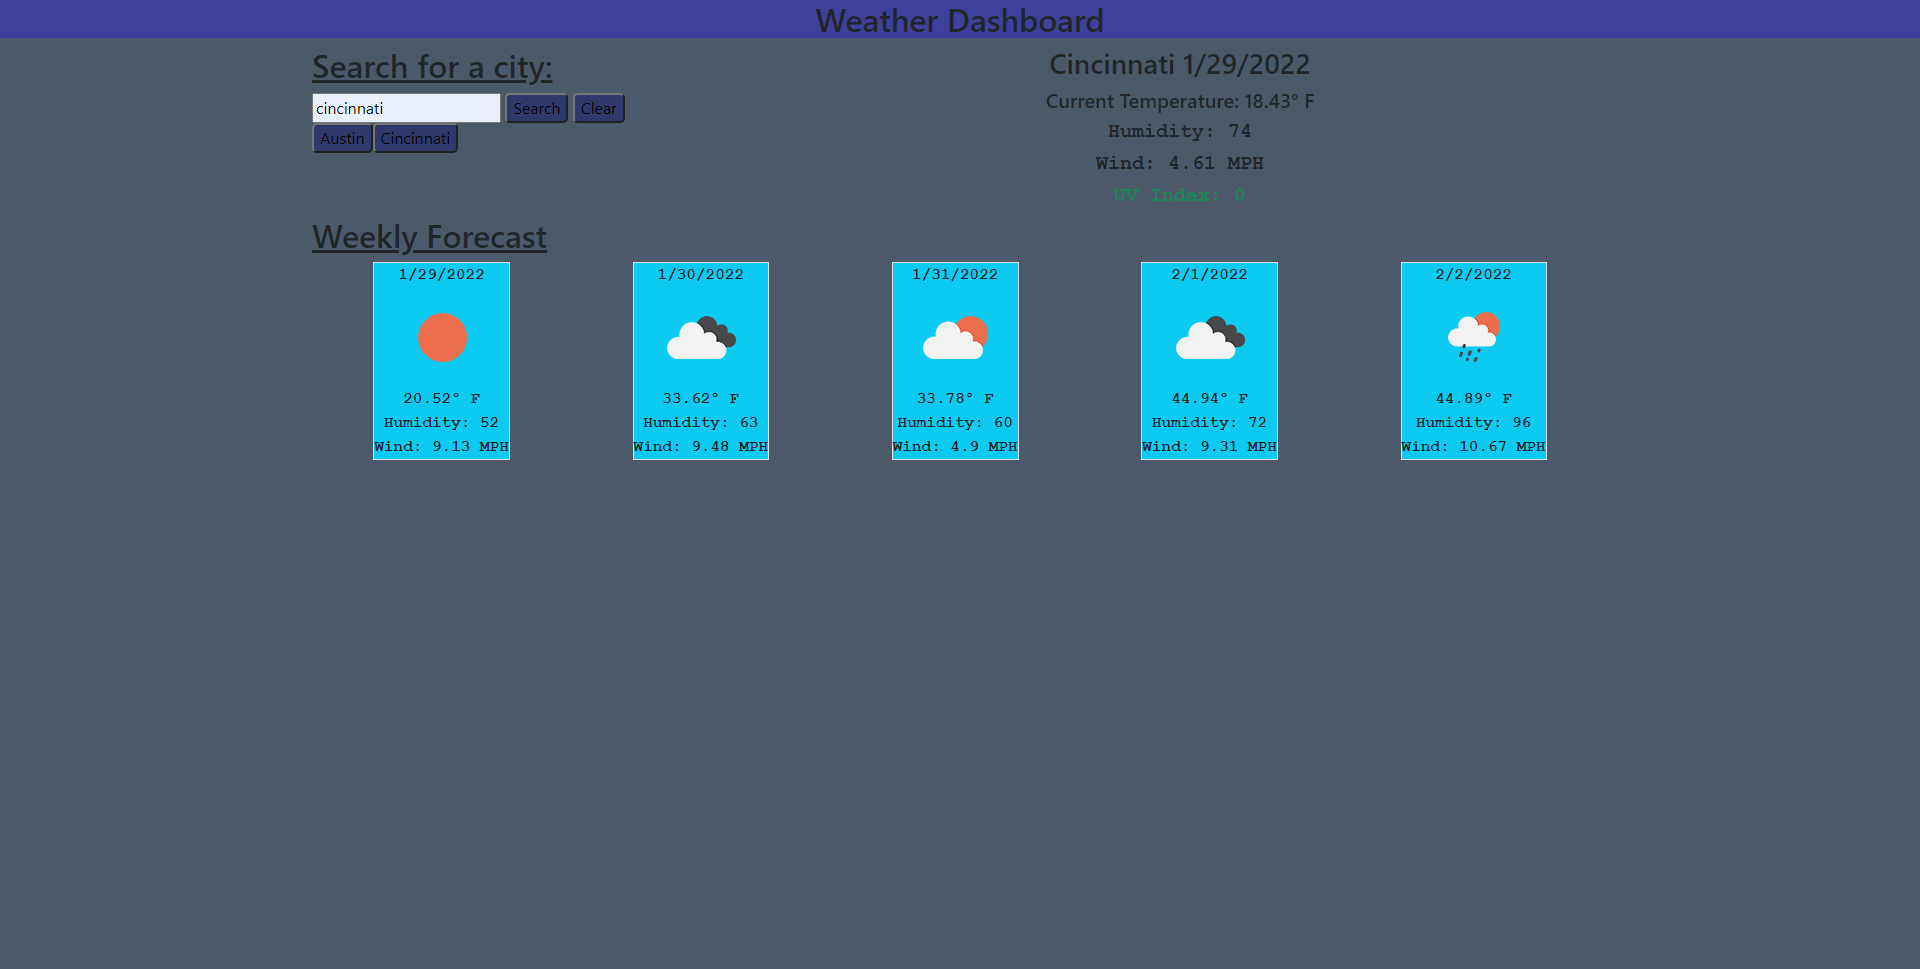 Weather Dashboard
Search for a city:
cincinnati Search Clear
Austin Cincinnati
Cincinnati 1/29/2022
Current Temperature: 18.43° F
Humidity: 74
Wind: 4.61 MPH
UV Index: 0
Weekly Forecast
1/29/2022
20.52° F
Humidity: 52
Wind: 9.13 MPH
1/30/2022
33.62° F
Humidity: 63
Wind: 9.48 MPH
1/31/2022
33.78° F
Humidity: 60
Wind: 4.9 MPH
2/1/2022
44.94° F
Humidity: 72
Wind: 9.31 MPH
2/2/2022
44.89° F
Humidity: 96
Wind: 10.67 MPH